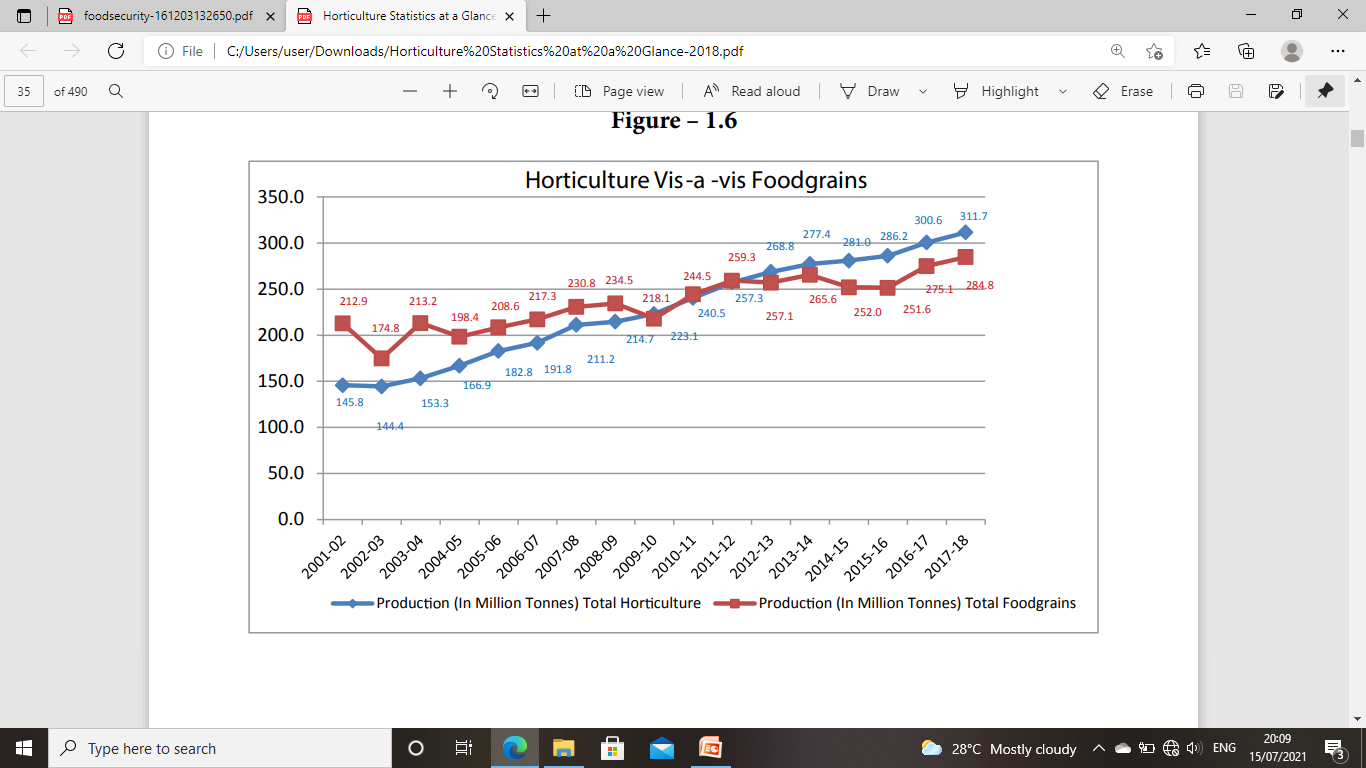 foodsecurity-161203132650.pdf
Horticulture Statistics at a Glance
File C:/Users/user/Downloads/Horticulture%20Statistics%20at%20a%20Glance-2018.pdf
35 of 490 Page view Read aloud Draw Highlight Erase
Figure – 1.6
Horticulture Vis-a -vis Foodgrains
350.0
300.0
250.0
200.0
150.0
100.0
50.0
0.0
212.9 174.8 213.2 198.4 208.6 217.3 230.8 234.5 218.1 244.5 259.3 257.1 265.6 252.0 251.6 275.1 284.8
145.8 144.4 153.3 166.9 182.8 191.8 211.2 214.7 223.1 240.5 257.3 268.8 277.4 281.0 286.2 300.6 311.7
2001-02 2002-03 2003-04 2004-05 2005-06 2006-07 2007-08 2008-09 2009-10 2010-11 2011-12 2012-13 2013-14 2014-15 2015-16 2016-17 2017-18
Production (In Million Tonnes) Total Horticulture Production (In Million Tonnes) Total Foodgrains
Type here to search
28°C Mostly cloudy ENG
20:09
15/07/2021
3